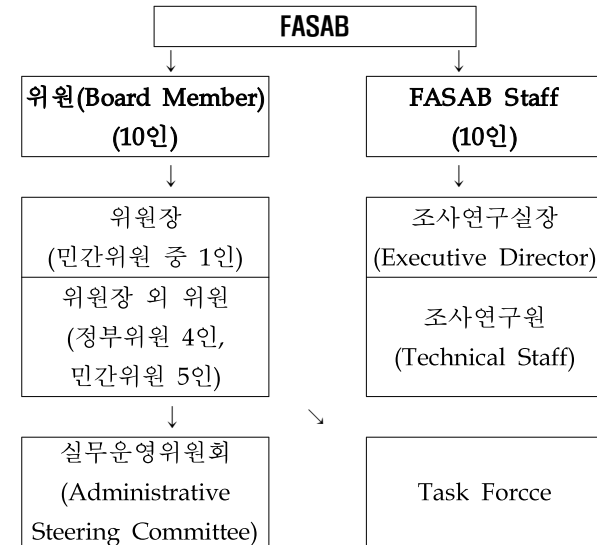 FASAB
↓ ↓
위원(Board Member)
(10인)
FASAB Staff
(10인)
↓ ↓
위원장
(민간위원 중 1인)
위원장 외 위원
(정부위원 4인,
민간위원 5인)
조사연구실장
(Executive Director)
조사연구원
(Technical Staff)
↓ ↘
실무운영위원회
(Administrative
Steering Committee)
Task Forcce